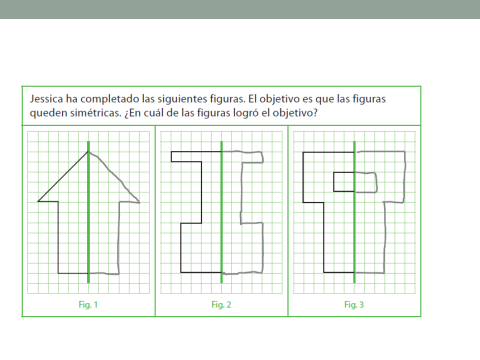 Jessica ha completado las siguientes figuras. El objetivo es que las figuras
queden simétricas. ¿En cuál de las figuras logró el objetivo?
Fig. 1 Fig. 2 Fig. 3